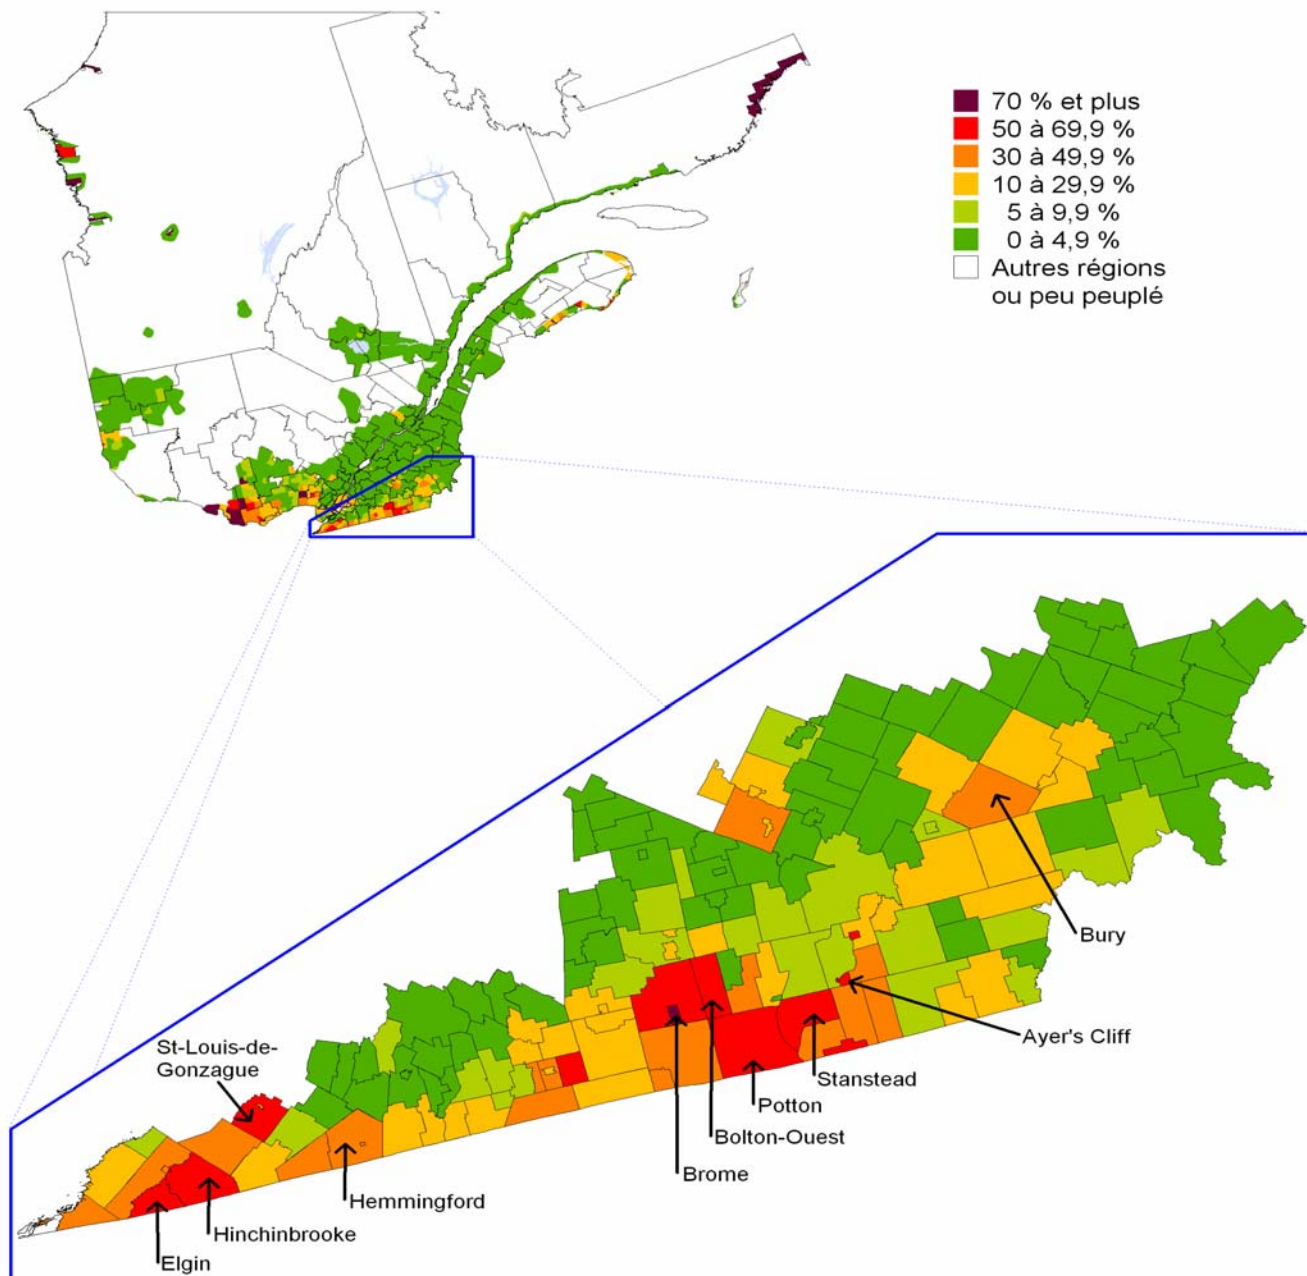 70 % et plus
50 à 69,9 %
30 à 49,9 %
10 à 29,9 %
5 à 9,9 %
0 à 4,9 %
Autres régions
ou peu peuplé
Bury
Ayer's Cliff
St-Louis-de-
Gonzague
Stanstead
Potton
Bolton-Ouest
Brome
Hemmingford
Hinchinbrooke
Elgin